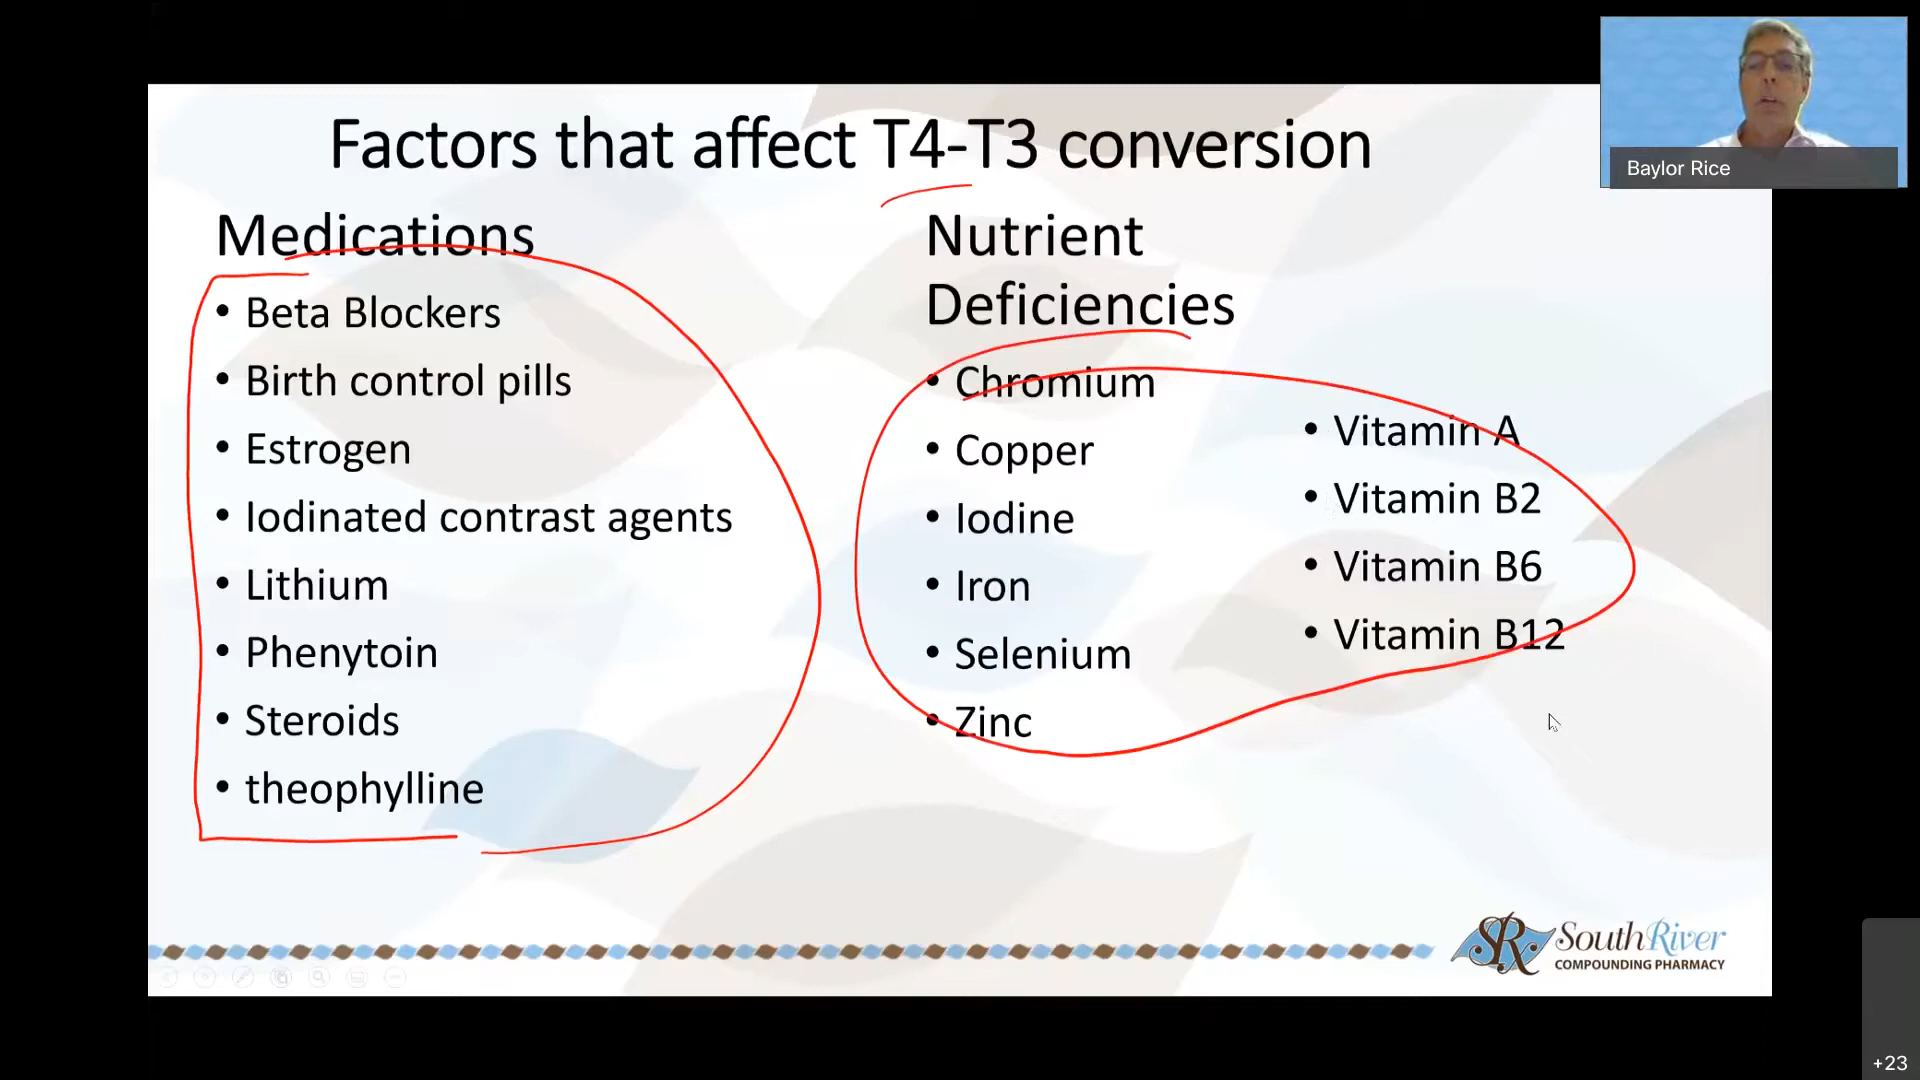 Factors that affect T4-T3 conversion
Baylor Rice
Medications
• Beta Blockers
• Birth control pills
• Estrogen
• Iodinated contrast agents
• Lithium
• Phenytoin
• Steroids
• theophylline
Nutrient
Deficiencies
• Chromium
• Copper
• Iodine
• Iron
• Selenium
• Zinc
• Vitamin A
• Vitamin B2
• Vitamin B6
• Vitamin B12
SR SouthRiver
COMPOUNDING PHARMACY
+23